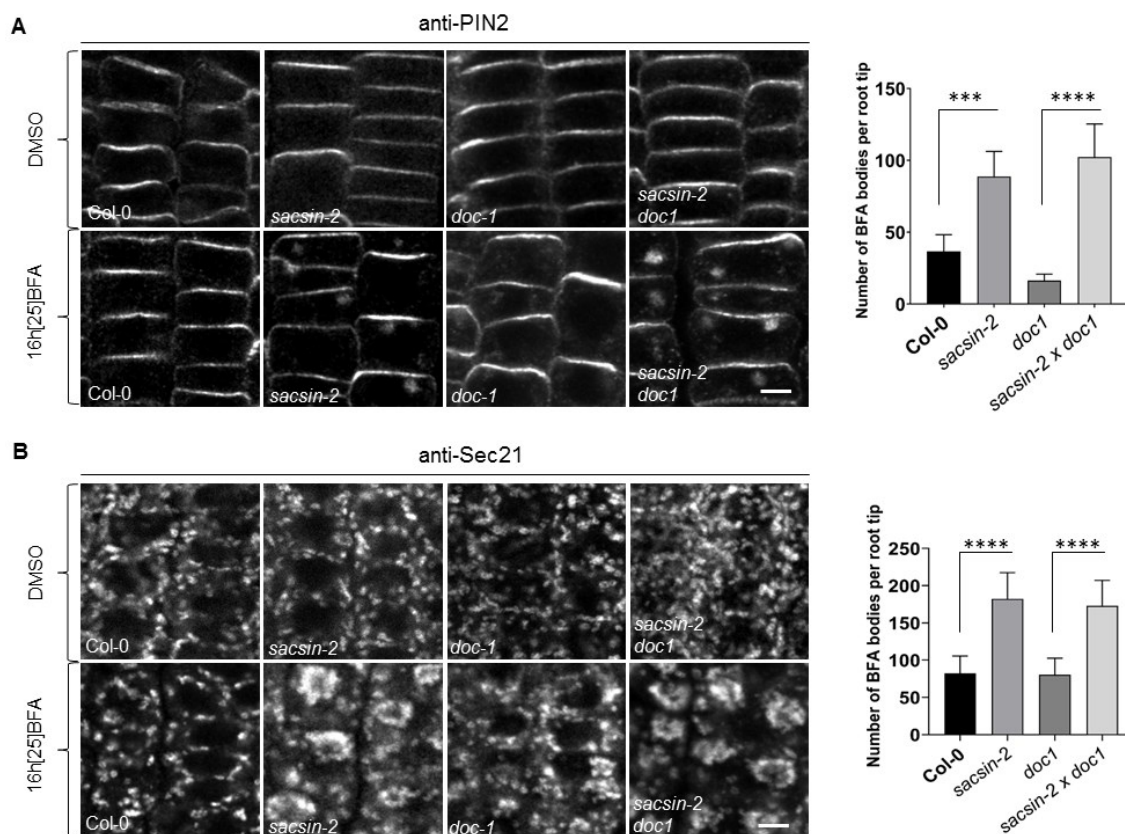 A
anti-PIN2
DMSO
Col-0
sacsin-2
doc-1
sacsin-2
doc1
16h[25]BFA
Col-0
sacsin-2
doc-1
sacsin-2
doc1
Number of BFA bodies per root tip
150
100
50
0
***
****
Col-0
sacsin-2
doc1
sacsin-2 x doc1
B
anti-Sec21
DMSO
Col-0
sacsin-2
doc-1
sacsin-2
doc1
16h[25]BFA
Col-0
sacsin-2
doc-1
sacsin-2
doc1
Number of BFA bodies per root tip
250
200
150
100
50
0
****
****
Col-0
sacsin-2
doc1
sacsin-2 x doc1